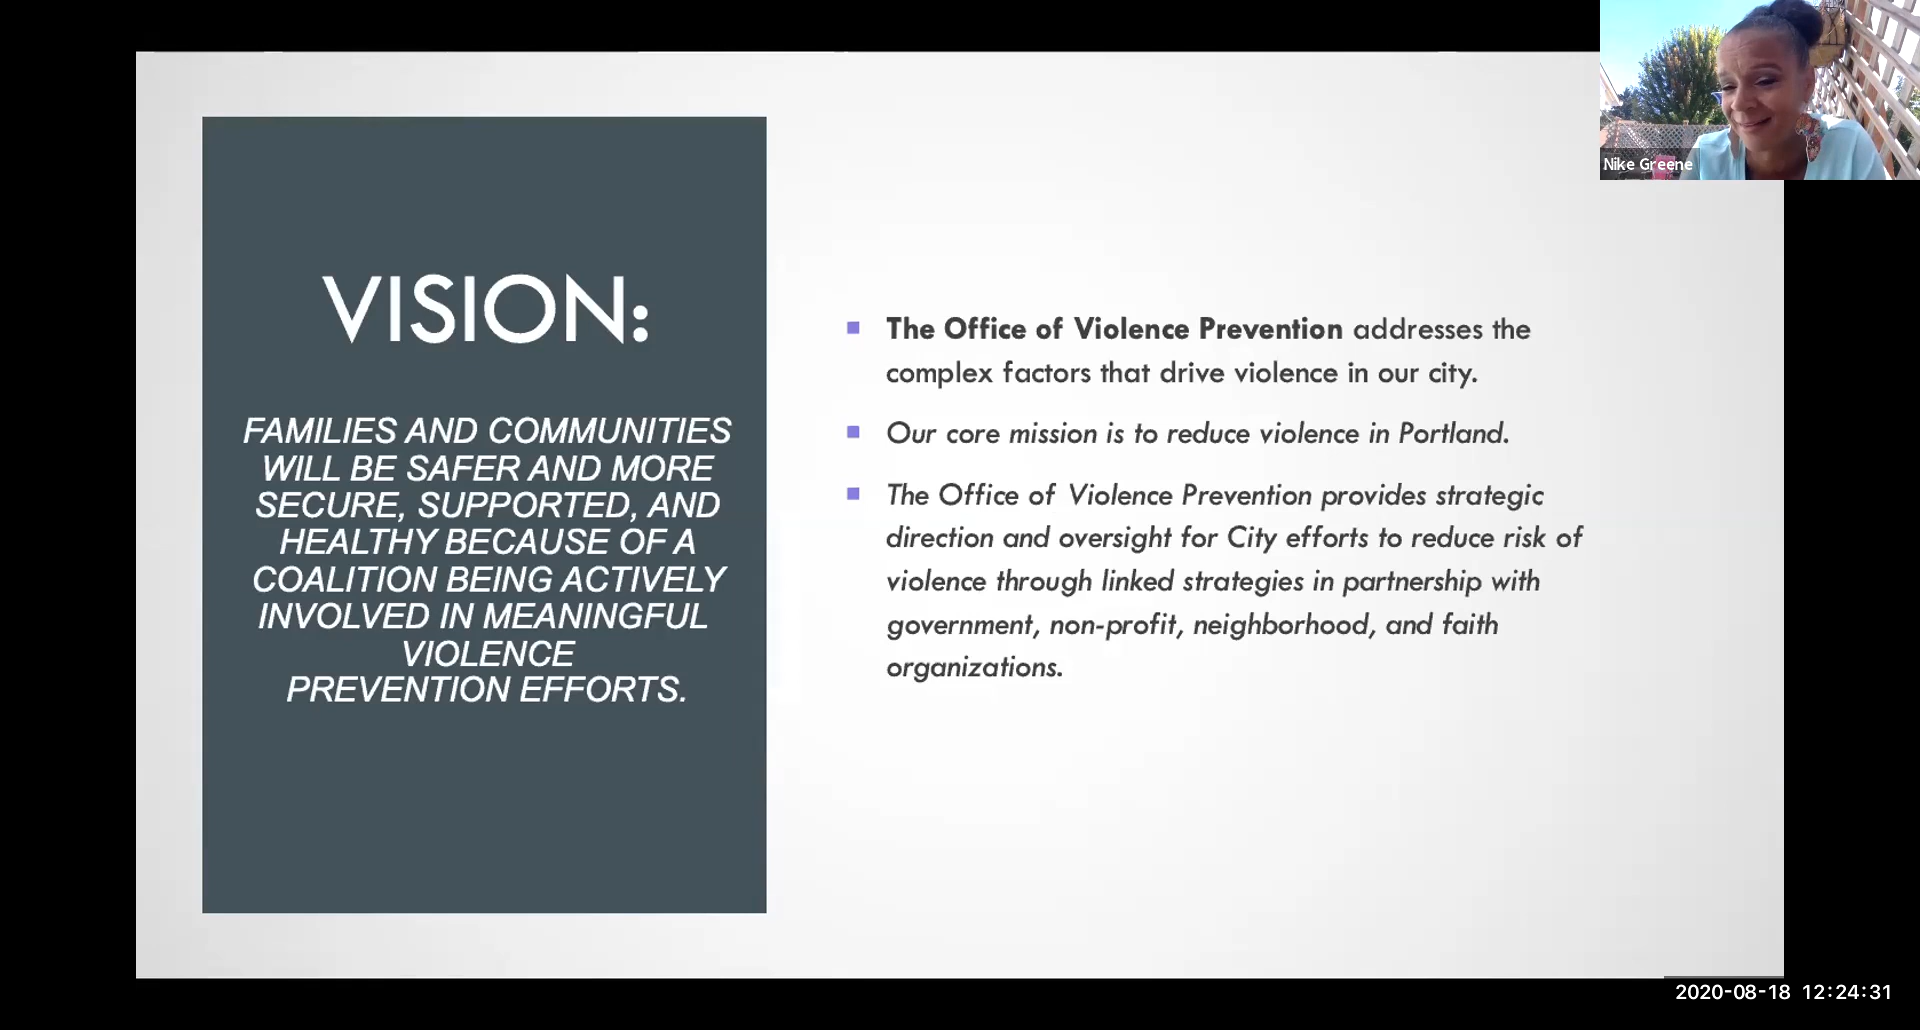 VISION:
FAMILIES AND COMMUNITIES
WILL BE SAFER AND MORE
SECURE, SUPPORTED, AND
HEALTHY BECAUSE OF A
COALITION BEING ACTIVELY
INVOLVED IN MEANINGFUL
VIOLENCE
PREVENTION EFFORTS.
The Office of Violence Prevention addresses the
complex factors that drive violence in our city.
Our core mission is to reduce violence in Portland.
The Office of Violence Prevention provides strategic
direction and oversight for City efforts to reduce risk of
violence through linked strategies in partnership with
government, non-profit, neighborhood, and faith
organizations.
Nike Greene
2020-08-18 12:24:31